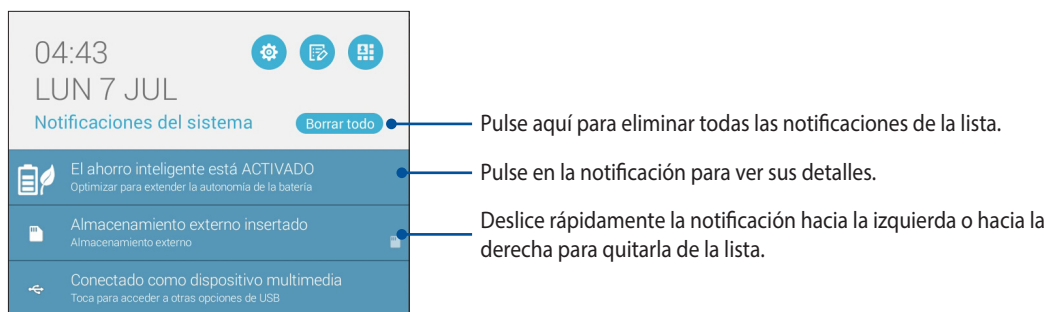 04:43
LUN 7 JUL
Notificaciones del sistema
Borrar todo
Pulse aquí para eliminar todas las notificaciones de la lista.
El ahorro inteligente está ACTIVADO
Optimizar para extender la autonomía de la batería
Pulse en la notificación para ver sus detalles.
Almacenamiento externo insertado
Almacenamiento externo
Deslice rápidamente la notificación hacia la izquierda o hacia la
derecha para quitarla de la lista.
Conectado como dispositivo multimedia
Toca para acceder a otras opciones de USB